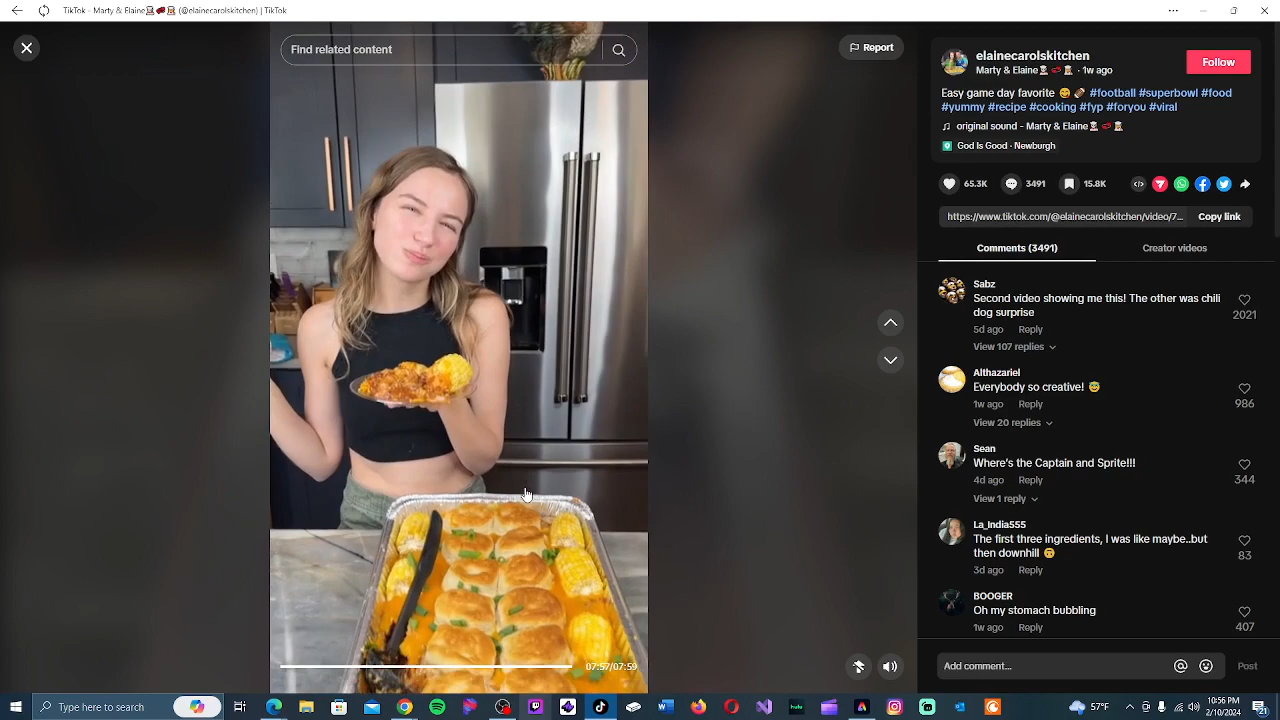 TikTok - Marty & Elaine👨🏻‍🍳🥩👩🏼‍🍳 (@elainecarolskitchen) | TikTok
Find related content
Report
07:57/07:59
elainecarolskitchen
Marty & Elaine👨🏻‍🍳🥩👩🏼‍🍳 · 1w ago
Follow
Easy game day favorite 😋 🏈 #football #superbowl #food
#yummy #recipe #cooking #fyp #foryou #viral
♫ original sound - Marty & Elaine👨🏻‍🍳🥩👩🏼‍🍳
God Is Good · Newburgh
65.3K
3491
15.8K
https://www.tiktok.com/@elainecarolskitchen/video/7...
Copy link
Comments (3491)
Creator videos
Sabz
Second video showing me this! The other was chili
dog surprise
2021
5d ago Reply
View 107 replies
Althazariel
Everybody so creative! 🤓
986
1w ago Reply
View 20 replies
Sean
Where's the Captain and Sprite!!!
344
4d ago Reply
View 1 reply
La_India555
The first three ingredients, I was like maybe..but
then downhill 🙃
83
3d ago Reply
BOOGER
Oh my stomach bubbling
407
1w ago Reply
Add comment...
Post
Type here to search
hulu
57°F
10:56 PM
2/10/2024